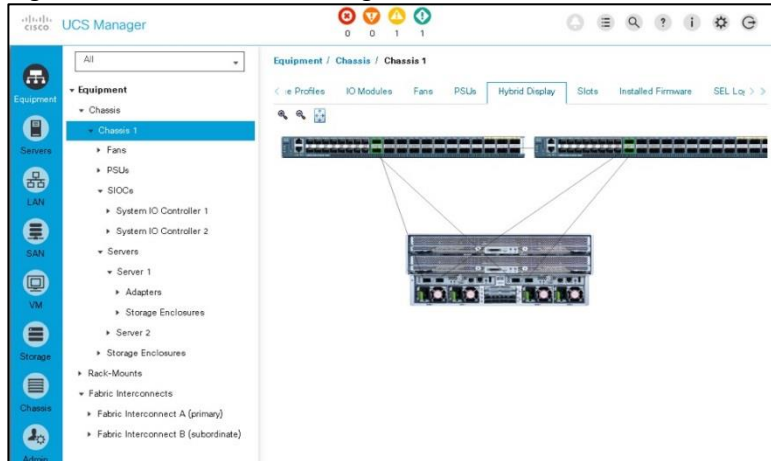 cisco UCS Manager
0 0 1 1
All
Equipment
Servers
LAN
SAN
VM
Storage
Chassis
Admin
Equipment
Chassis
Chassis 1
Fans
PSUs
SIOCs
System IO Controller 1
System IO Controller 2
Servers
Server 1
Adapters
Storage Enclosures
Server 2
Storage Enclosures
Rack-Mounts
Fabric Interconnects
Fabric Interconnect A (primary)
Fabric Interconnect B (subordinate)
Equipment / Chassis / Chassis 1
< :e Profiles IO Modules Fans PSUs Hybrid Display Slots Installed Firmware SEL Log > >